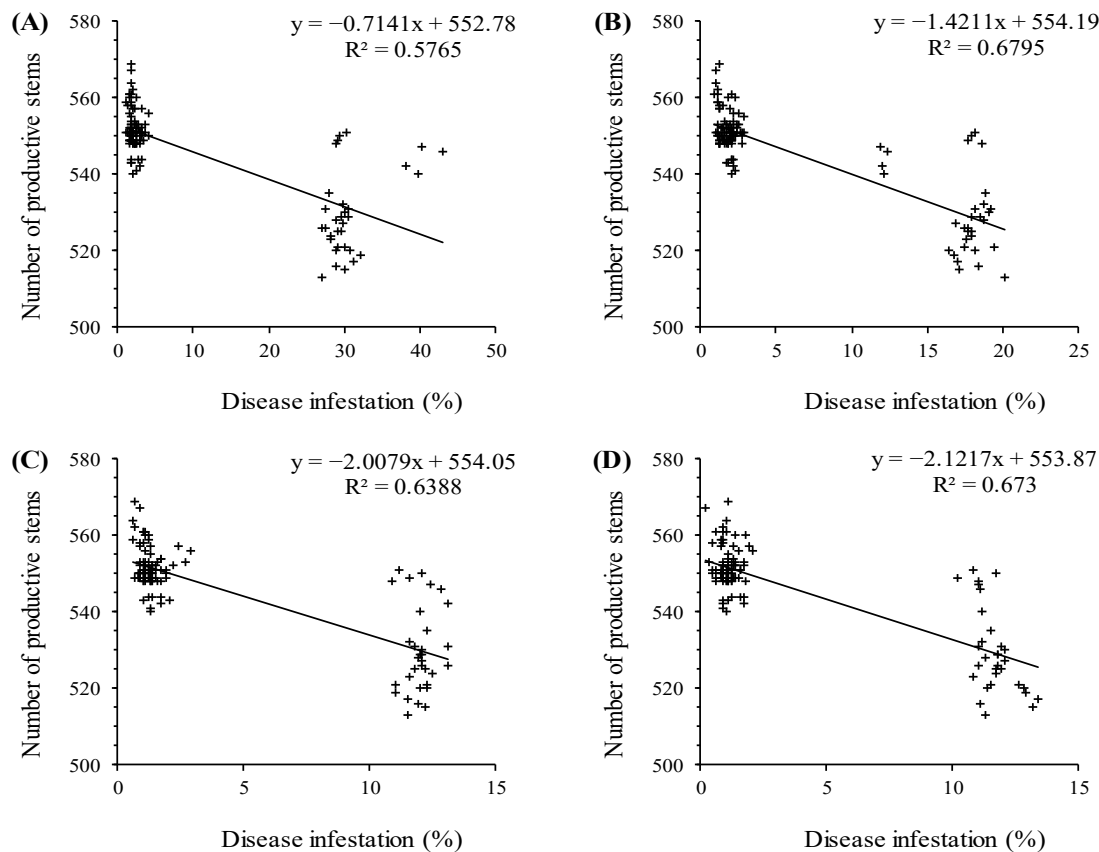 (A)
y = −0.7141x + 552.78
R² = 0.5765
580
560
540
520
500
0 10 20 30 40 50
Number of productive stems
Disease infestation (%)
(B)
y = −1.4211x + 554.19
R² = 0.6795
580
560
540
520
500
0 5 10 15 20 25
Number of productive stems
Disease infestation (%)
(C)
y = −2.0079x + 554.05
R² = 0.6388
580
560
540
520
500
0 5 10 15
Number of productive stems
Disease infestation (%)
(D)
y = −2.1217x + 553.87
R² = 0.673
580
560
540
520
500
0 5 10 15
Number of productive stems
Disease infestation (%)